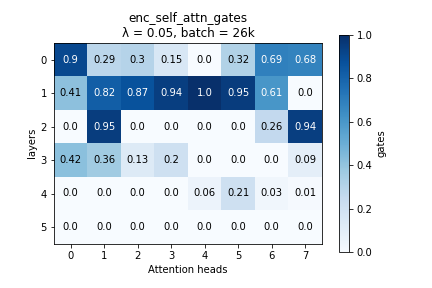 enc_self_attn_gates
λ = 0.05, batch = 26k
0 0.9 0.29 0.3 0.15 0.0 0.32 0.69 0.68
1 0.41 0.82 0.87 0.94 1.0 0.95 0.61 0.0
2 0.0 0.95 0.0 0.0 0.0 0.0 0.26 0.94
3 0.42 0.36 0.13 0.2 0.0 0.0 0.0 0.09
4 0.0 0.0 0.0 0.0 0.06 0.21 0.03 0.01
5 0.0 0.0 0.0 0.0 0.0 0.0 0.0 0.0
0 1 2 3 4 5 6 7
Attention heads
layers
1.0
0.8
0.6
0.4
0.2
0.0
gates